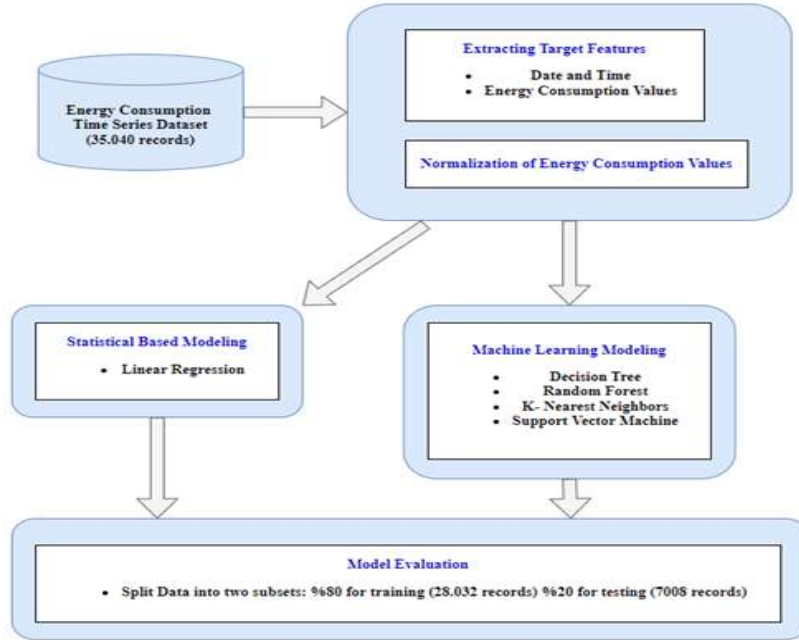 Energy Consumption
Time Series Dataset
(35.040 records)
Extracting Target Features
• Date and Time
• Energy Consumption Values
Normalization of Energy Consumption Values
Statistical Based Modeling
• Linear Regression
Machine Learning Modeling
• Decision Tree
• Random Forest
• K- Nearest Neighbors
• Support Vector Machine
Model Evaluation
• Split Data into two subsets: %80 for training (28.032 records) %20 for testing (7008 records)